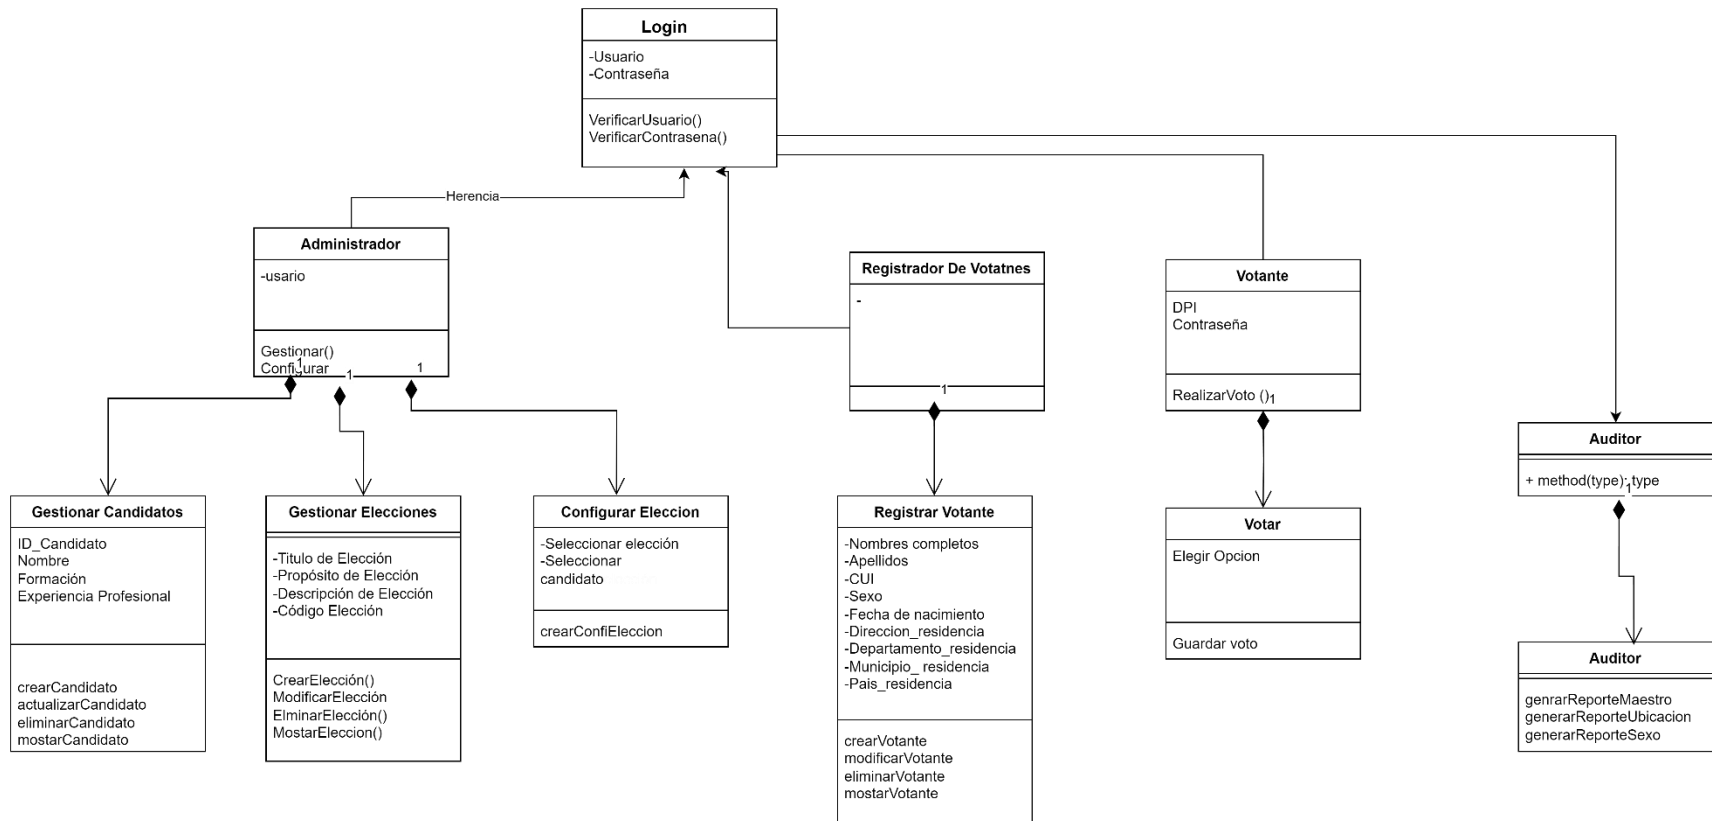 Login
-Usuario
-Contraseña
VerificarUsuario()
VerificarContrasena()
Herencia
Administrador
-usario
Gestionar()
Configurar
1
1
1
Registrador De Votatnes
-
1
Votante
DPI
Contraseña
RealizarVoto ()
1
Auditor
+ method(type): type
1
Gestionar Candidatos
ID_Candidato
Nombre
Formación
Experiencia Profesional
crearCandidato
actualizarCandidato
eliminarCandidato
mostarCandidato
Gestionar Elecciones
-Titulo de Elección
-Propósito de Elección
-Descripción de Elección
-Código Elección
CrearElección()
ModificarElección
ElminarElección()
MostarEleccion()
Configurar Eleccion
-Seleccionar elección
-Seleccionar
candidato
crearConfiEleccion
Registrar Votante
-Nombres completos
-Apellidos
-CUI
-Sexo
-Fecha de nacimiento
-Direccion_residencia
-Departamento_residencia
-Municipio_ residencia
-Pais_residencia
crearVotante
modificarVotante
eliminarVotante
mostarVotante
Votar
Elegir Opcion
Guardar voto
Auditor
genrarReporteMaestro
generarReporteUbicacion
generarReporteSexo